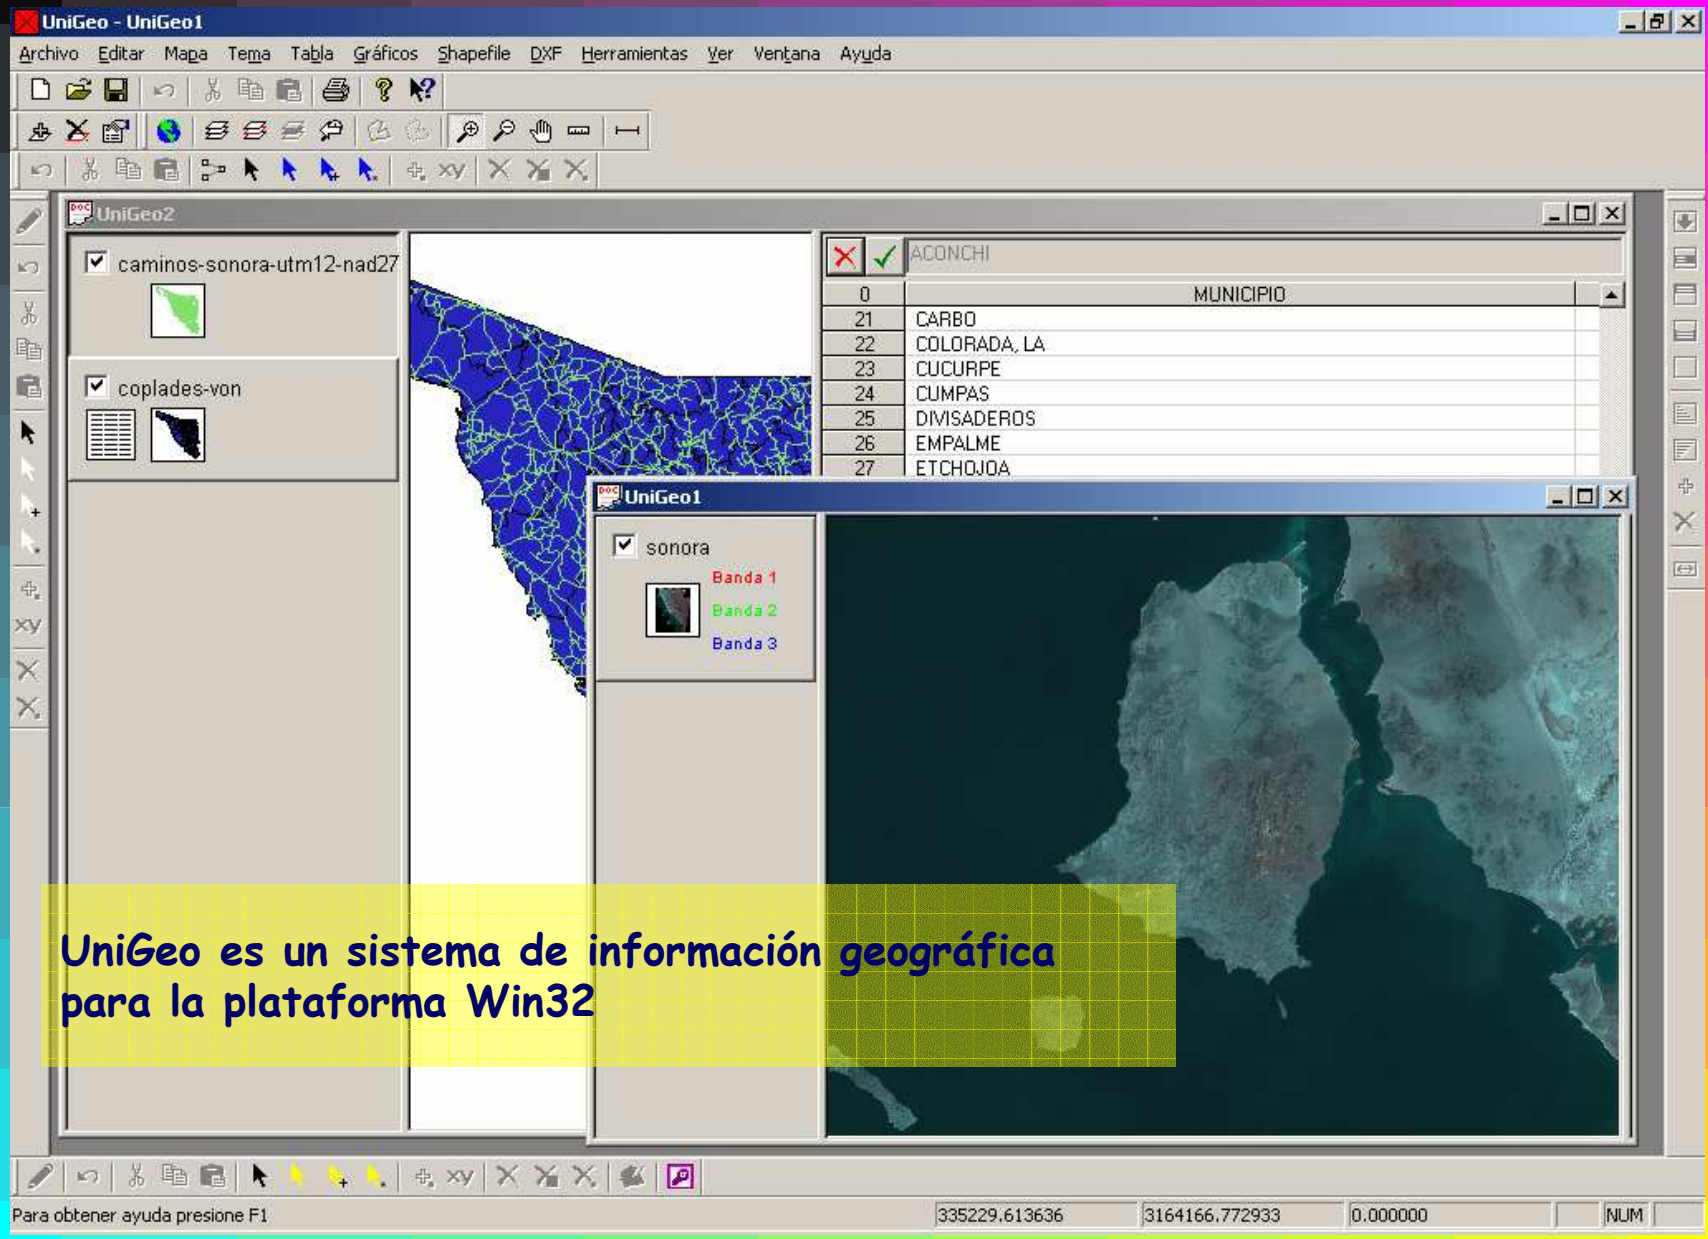 UniGeo - UniGeo1
Archivo Editar Mapa Tema Tabla Gráficos Shapefile DXF Herramientas Ver Ventana Ayuda
xy
UniGeo2
caminos-sonora-utm12-nad27
coplades-von
ACONCHI
0 MUNICIPIO
21 CARBO
22 COLORADA, LA
23 CUCURPE
24 CUMPAS
25 DIVISADEROS
26 EMPALME
27 ETCHOJOA
UniGeo1
sonora
Banda 1
Banda 2
Banda 3
xy
UniGeo es un sistema de información geográfica
para la plataforma Win32
xy
Para obtener ayuda presione F1 335229.613636 3164166.772933 0.000000 NUM